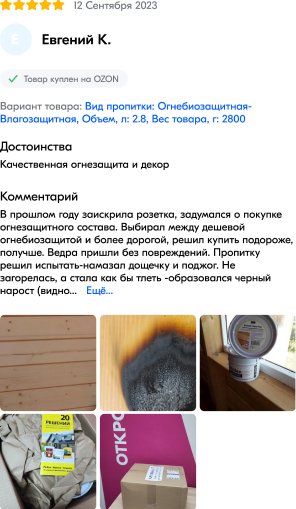 12 Сентября 2023
Е
Евгений К.
Товар куплен на OZON
Вариант товара: Вид пропитки: Огнебиозащитная-
Влагозащитная, Объем, л: 2.8, Вес товара, г: 2800
Достоинства
Качественная огнезащита и декор
Комментарий
В прошлом году заискрила розетка, задумался о покупке
огнезащитного состава. Выбирал между дешевой
огнебиозащитой и более дорогой, решил купить подороже,
получше. Ведра пришли без повреждений. Пропитку
решил испытать-намазал дощечку и поджог. Не
загорелась, а стала как бы тлеть -образовался черный
нарост (видно... Ещё...
20
РЕШЕНИЙ
ОТКРО